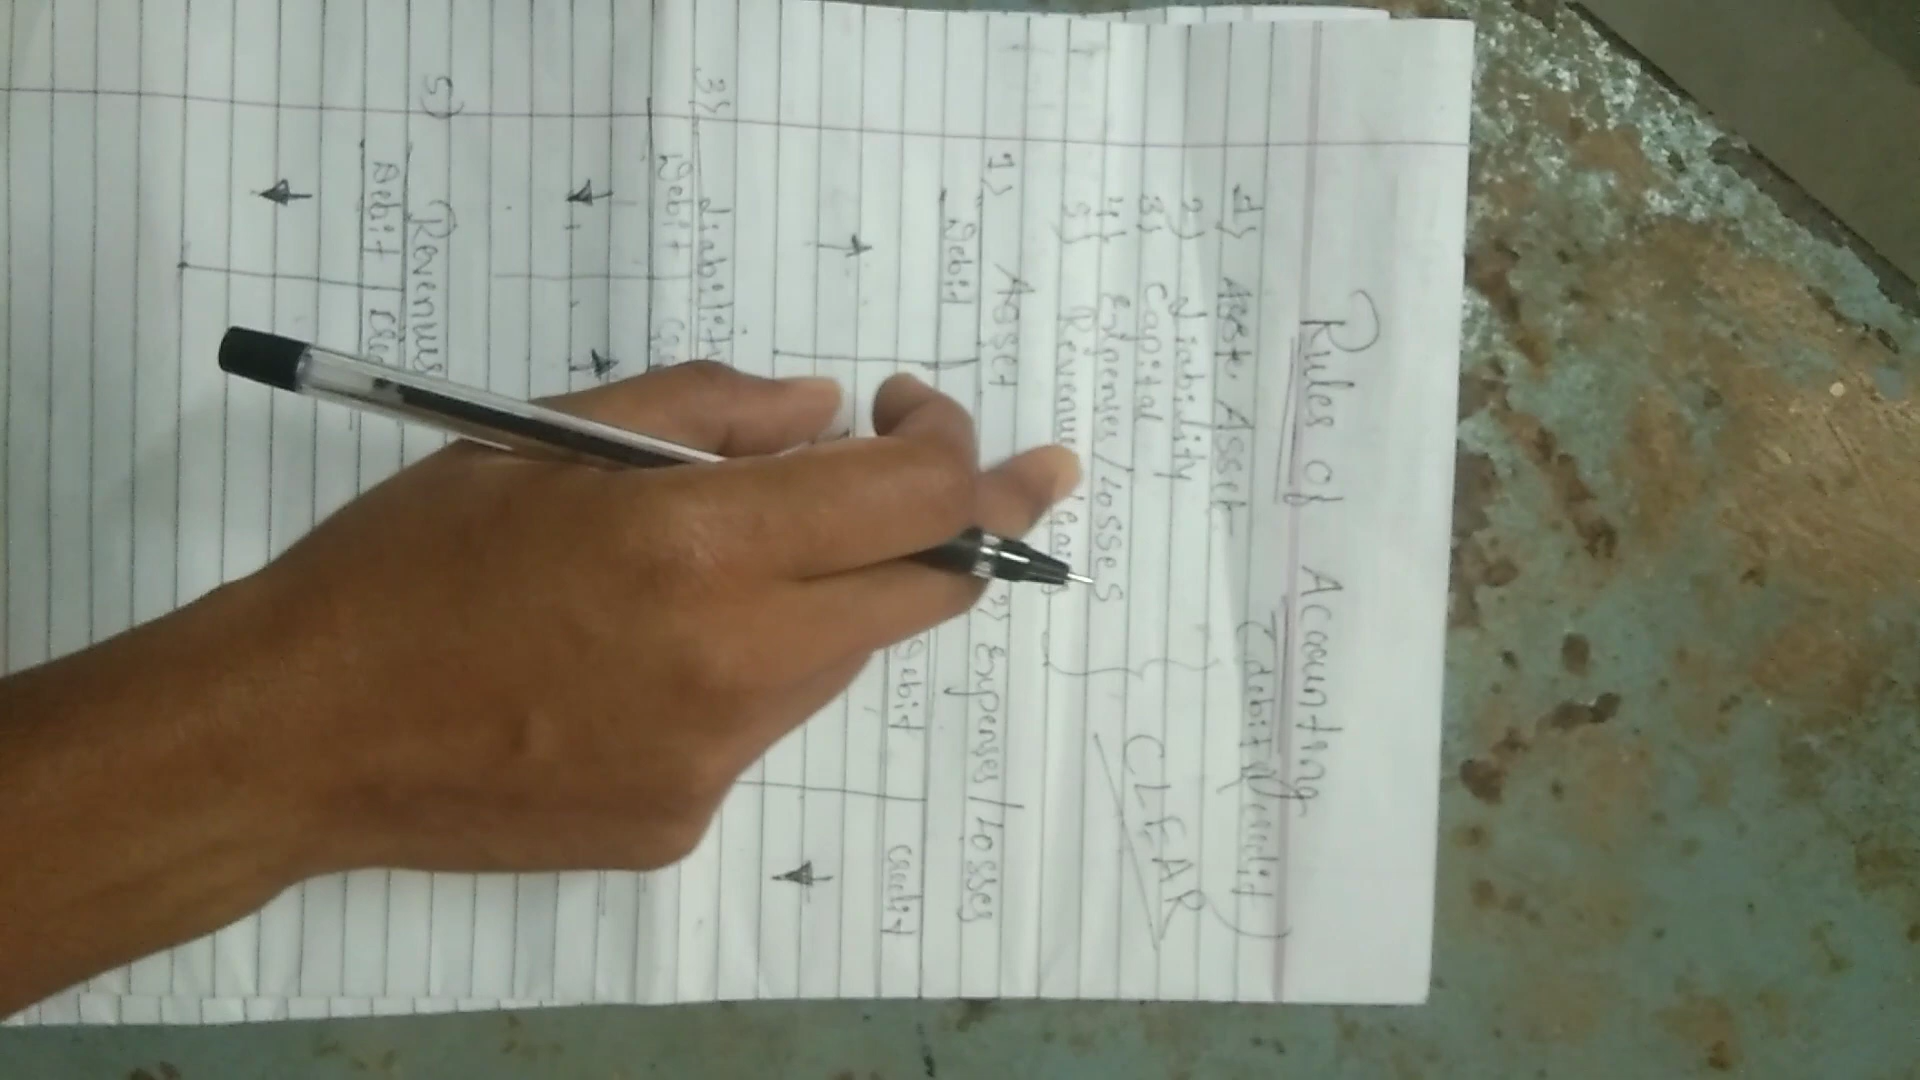 Rules of Accounting
(debit / credit)
1) Asste Asset
2) Liability
3) Capital
4) Expenses/Losses
5) Revenue/gains
CLEAR
1) Asset
Debit
2) Expenses/Losses
Debit credit
3) Liability
Debit
5) Revenues
Debit